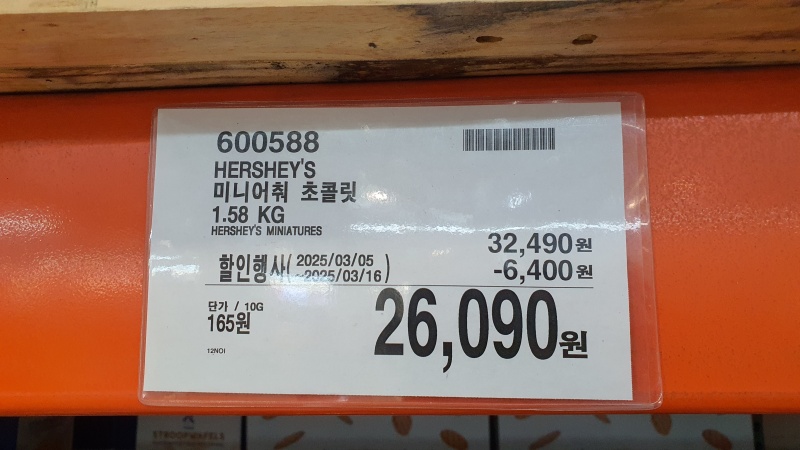 600588
HERSHEY'S
미니어춰 초콜릿
1.58 KG
HERSHEY'S MINIATURES
32,490원
할인행사( 2025/03/05
~2025/03/16 )
-6,400원
단가 / 10G
165원
26,090원
12NOI
STROOPWAFELS